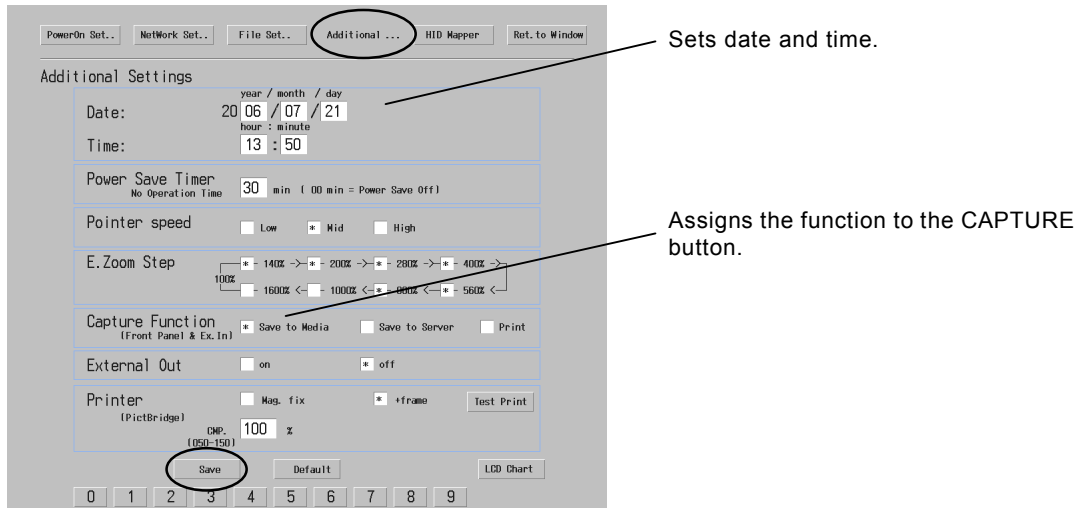 PowerOn Set.. NetWork Set.. File Set.. Additional ... HID Mapper Ret.to Window
Sets date and time.
Additional Settings
year / month / day
Date: 20 06 / 07 / 21
hour : minute
Time: 13 : 50
Power Save Timer
No Operation Time 30 min ( 00 min = Power Save Off)
Pointer speed Low * Mid High
Assigns the function to the CAPTURE
button.
E.Zoom Step * - 140% -> * - 200% -> * - 280% -> * - 400% ->
100%
- 1600% <- - 1000% <- * - 800% <- * - 560% <-
Capture Function * Save to Media Save to Server Print
(Front Panel & Ex.In)
External Out on * off
Printer Mag. fix * +frame Test Print
(PictBridge)
CMP. 100 %
(050-150)
Save Default LCD Chart
0 1 2 3 4 5 6 7 8 9